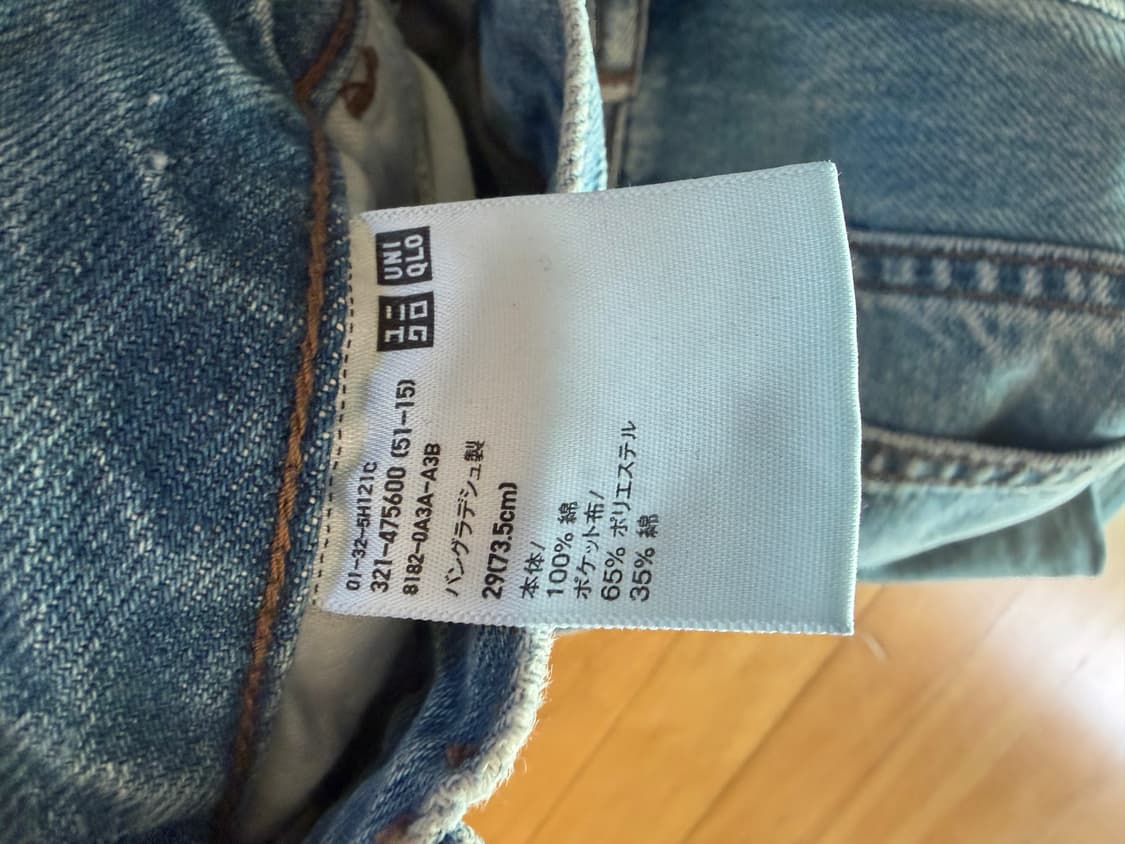 ユニクロ UNIQLO
01-32-5H121C
321-475600 (51-15)
8182-0A3A-A3B
バングラデシュ製
29(73.5cm)
本体/
100% 綿
ポケット布/
65% ポリエステル
35% 綿